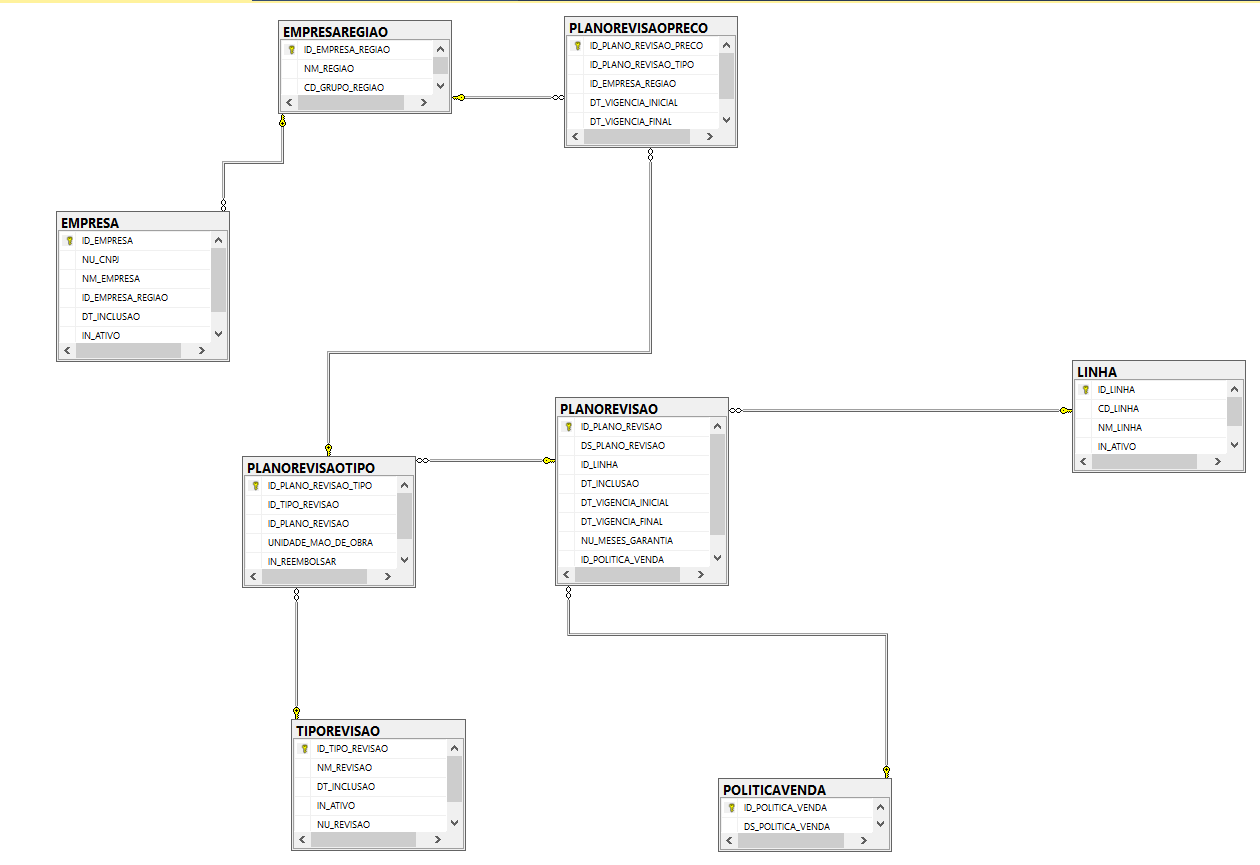 EMPRESAREGIAO
ID_EMPRESA_REGIAO
NM_REGIAO
CD_GRUPO_REGIAO
PLANOREVISAOPRECO
ID_PLANO_REVISAO_PRECO
ID_PLANO_REVISAO_TIPO
ID_EMPRESA_REGIAO
DT_VIGENCIA_INICIAL
DT_VIGENCIA_FINAL
EMPRESA
ID_EMPRESA
NU_CNPJ
NM_EMPRESA
ID_EMPRESA_REGIAO
DT_INCLUSAO
IN_ATIVO
LINHA
ID_LINHA
CD_LINHA
NM_LINHA
IN_ATIVO
PLANOREVISAO
ID_PLANO_REVISAO
DS_PLANO_REVISAO
ID_LINHA
DT_INCLUSAO
DT_VIGENCIA_INICIAL
DT_VIGENCIA_FINAL
NU_MESES_GARANTIA
ID_POLITICA_VENDA
PLANOREVISAOTIPO
ID_PLANO_REVISAO_TIPO
ID_TIPO_REVISAO
ID_PLANO_REVISAO
UNIDADE_MAO_DE_OBRA
IN_REEMBOLSAR
TIPOREVISAO
ID_TIPO_REVISAO
NM_REVISAO
DT_INCLUSAO
IN_ATIVO
NU_REVISAO
POLITICAVENDA
ID_POLITICA_VENDA
DS_POLITICA_VENDA